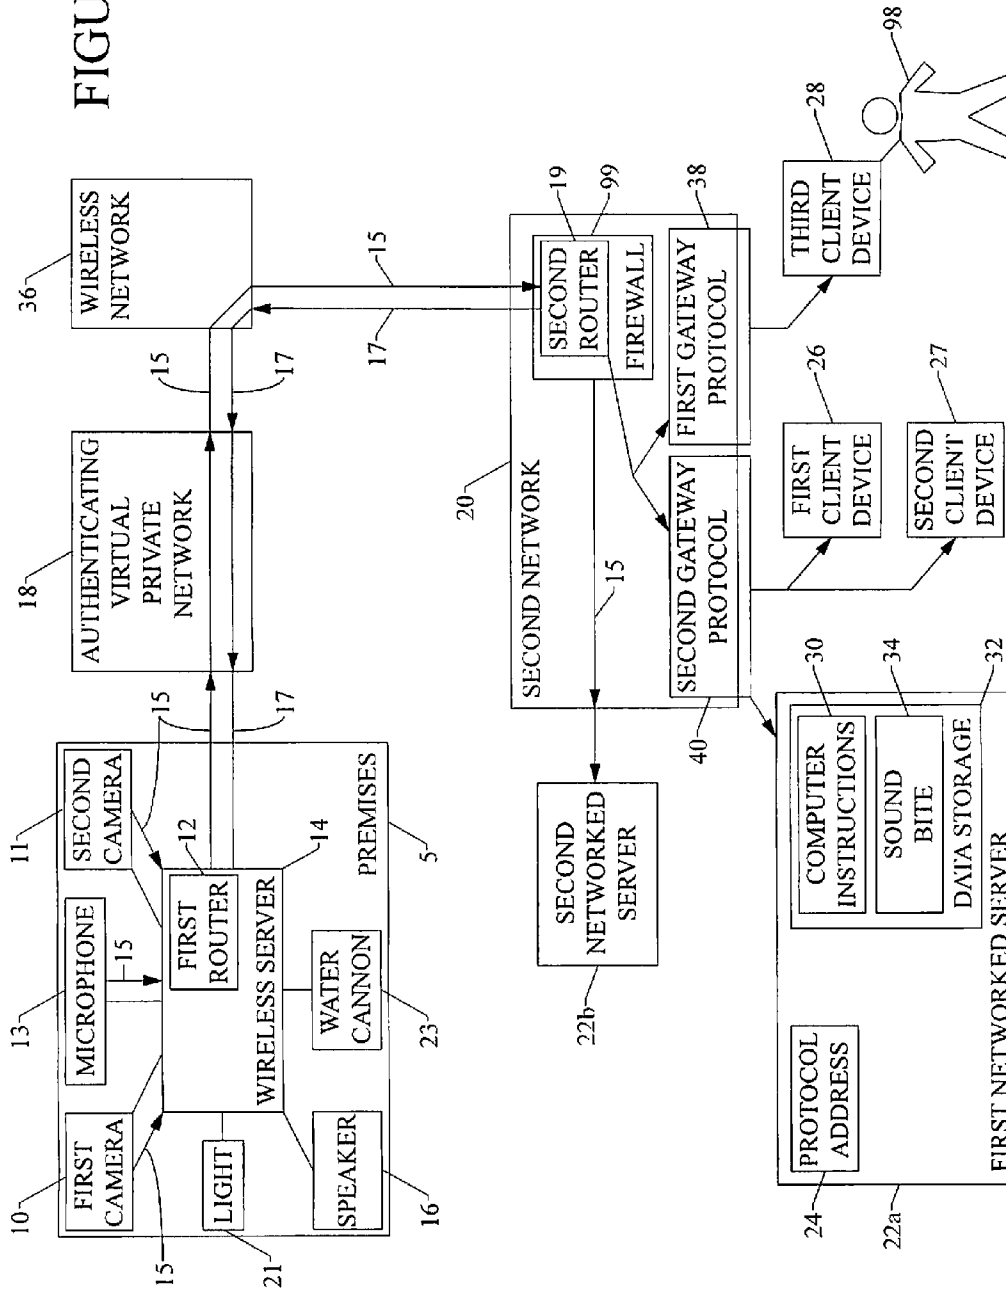 FIGU
10
FIRST
CAMERA
13
MICROPHONE
11
SECOND
CAMERA
15
15
15
21
LIGHT
12
FIRST
ROUTER
WIRELESS SERVER
14
16
SPEAKER
23
WATER
CANNON
PREMISES
5
17
18
AUTHENTICATING
VIRTUAL
PRIVATE
NETWORK
15
17
36
WIRELESS
NETWORK
15
17
20
SECOND NETWORK
19
SECOND
ROUTER
99
FIREWALL
15
40
SECOND GATEWAY
PROTOCOL
38
FIRST GATEWAY
PROTOCOL
22b
SECOND
NETWORKED
SERVER
26
FIRST
CLIENT
DEVICE
27
SECOND
CLIENT
DEVICE
28
THIRD
CLIENT
DEVICE
98
24
PROTOCOL
ADDRESS
30
COMPUTER
INSTRUCTIONS
34
SOUND
BITE
32
DATA STORAGE
22a
FIRST NETWORKED SERVER